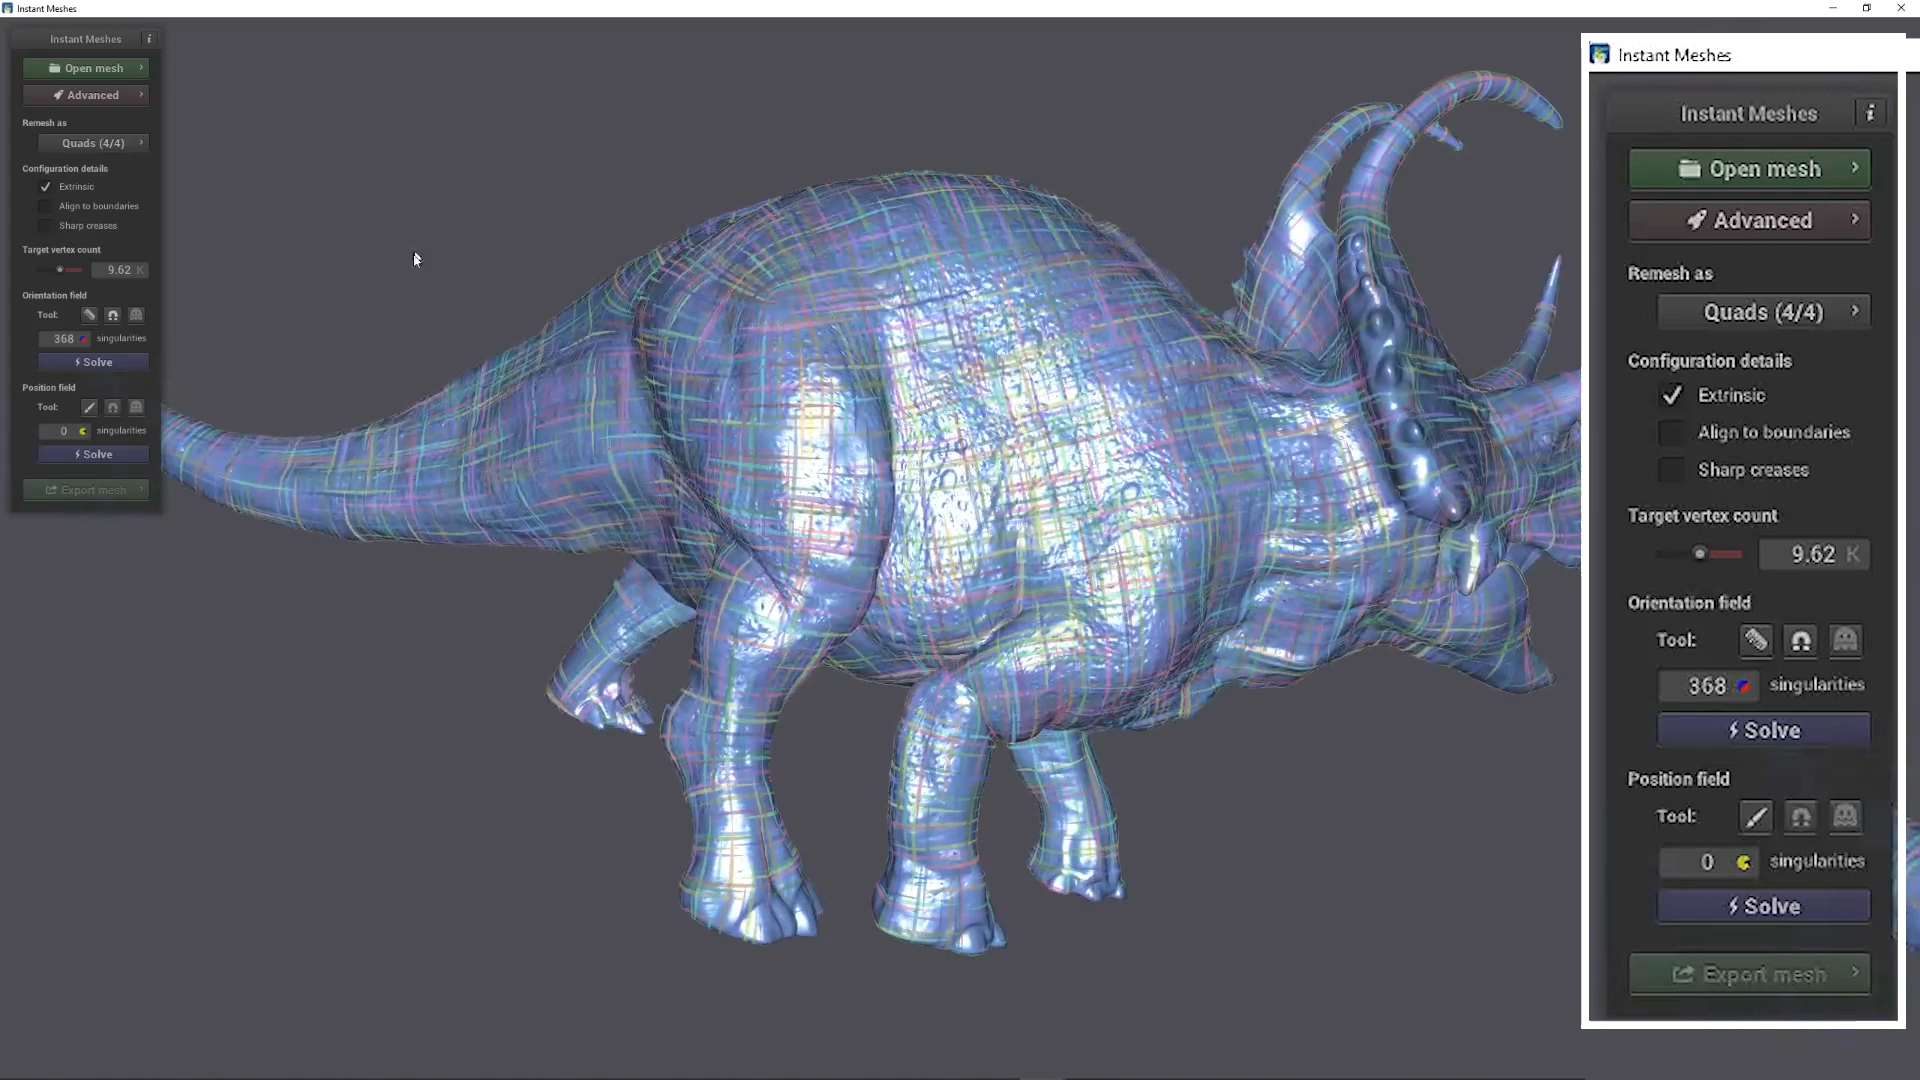 Instant Meshes
Instant Meshes i
Open mesh
Advanced
Remesh as
Quads (4/4)
Configuration details
Extrinsic
Align to boundaries
Sharp creases
Target vertex count
9.62 K
Orientation field
Tool:
368 singularities
Solve
Position field
Tool:
0 singularities
Solve
Export mesh
Instant Meshes
Instant Meshes i
Open mesh
Advanced
Remesh as
Quads (4/4)
Configuration details
Extrinsic
Align to boundaries
Sharp creases
Target vertex count
9.62 K
Orientation field
Tool:
368 singularities
Solve
Position field
Tool:
0 singularities
Solve
Export mesh